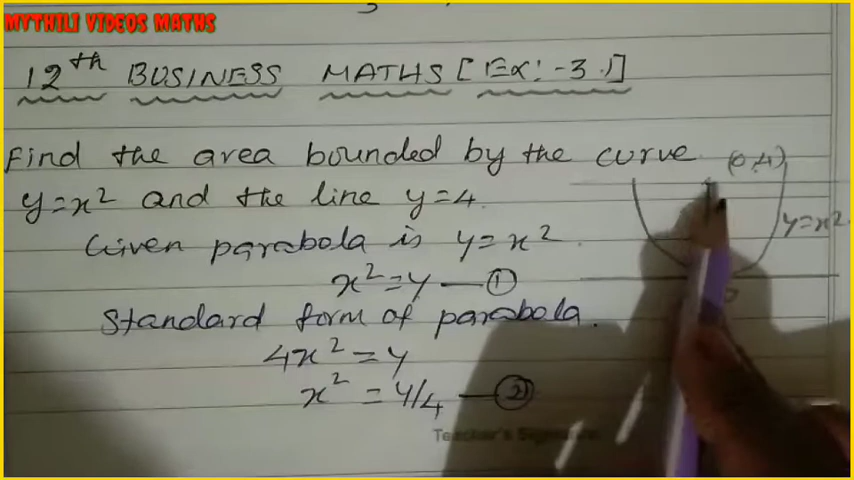 MYTHILI VIDEOS MATHS
12th BUSINESS MATHS [Ex:-3.1]
Find the area bounded by the curve
y=x² and the line y=4.
(0,4)
y=x²
Given parabola is y=x².
x²=y —①
Standard form of parabola.
4x²=y
x²=y/4 —②
Teacher's